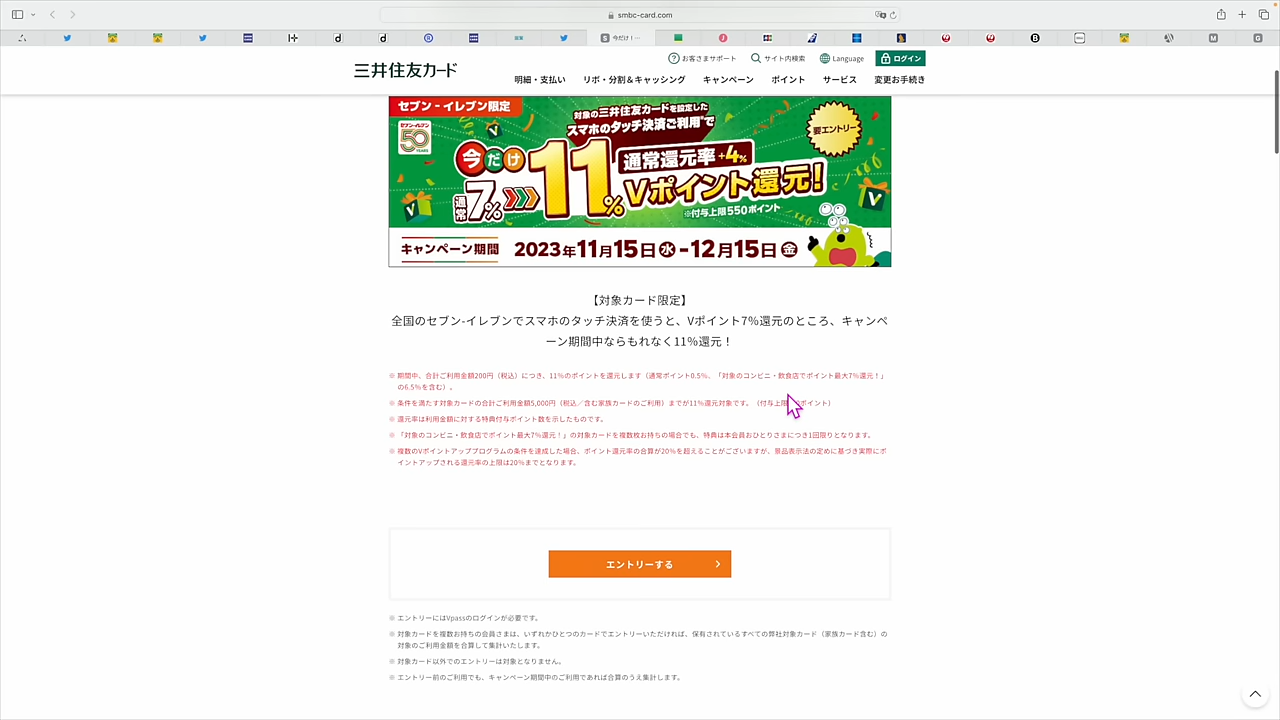 smbc-card.com
今だけ！…
三井住友カード
お客さまサポート
サイト内検索
Language
ログイン
明細・支払い
リボ・分割＆キャッシング
キャンペーン
ポイント
サービス
変更お手続き
セブン‐イレブン限定
対象の三井住友カードを設定した
スマホのタッチ決済ご利用*で
要エントリー
セブン‐イレブン
50
YEARS
今だけ
通常7%
11%
通常還元率+4%
Vポイント還元!
※付与上限550ポイント
キャンペーン期間
2023年11月15日水-12月15日金
【対象カード限定】
全国のセブン-イレブンでスマホのタッチ決済を使うと、Vポイント7%還元のところ、キャンペ
ーン期間中ならもれなく11%還元！
※ 期間中、合計ご利用金額200円（税込）につき、11%のポイントを還元します（通常ポイント0.5%、「対象のコンビニ・飲食店でポイント最大7%還元！」
の6.5%を含む）。
※ 条件を満たす対象カードの合計ご利用金額5,000円（税込／含む家族カードのご利用）までが11%還元対象です。（付与上限 ポイント）
※ 還元率は利用金額に対する特典付与ポイント数を示したものです。
※ 「対象のコンビニ・飲食店でポイント最大7%還元！」の対象カードを複数枚お持ちの場合でも、特典は本会員おひとりさまにつき1回限りとなります。
※ 複数のVポイントアッププログラムの条件を達成した場合、ポイント還元率の合算が20%を超えることがございますが、景品表示法の定めに基づき実際にポ
イントアップされる還元率の上限は20%までとなります。
エントリーする
※ エントリーにはVpassのログインが必要です。
※ 対象カードを複数お持ちの会員さまは、いずれかひとつのカードでエントリーいただければ、保有されているすべての弊社対象カード（家族カード含む）の
対象のご利用金額を合算して集計いたします。
※ 対象カード以外でのエントリーは対象となりません。
※ エントリー前のご利用でも、キャンペーン期間中のご利用であれば合算のうえ集計します。